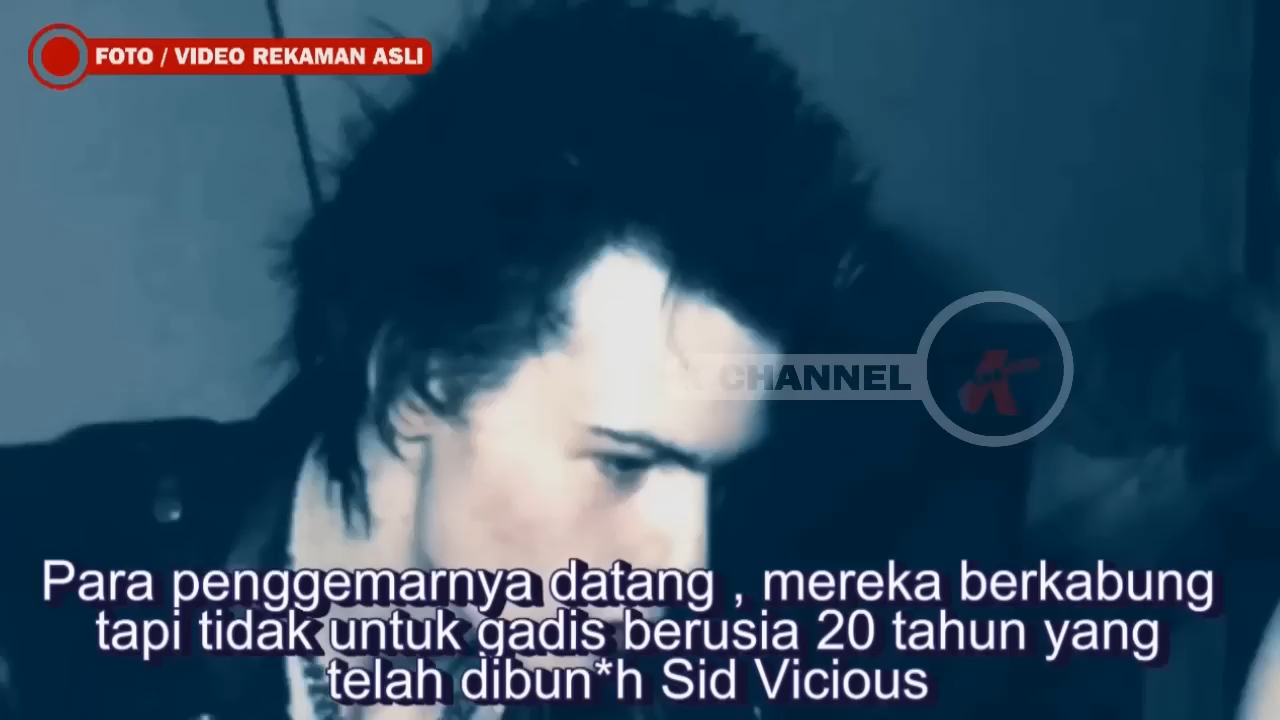 FOTO / VIDEO REKAMAN ASLI
CHANNEL
Para penggemarnya datang , mereka berkabung
tapi tidak untuk gadis berusia 20 tahun yang
telah dibun*h Sid Vicious